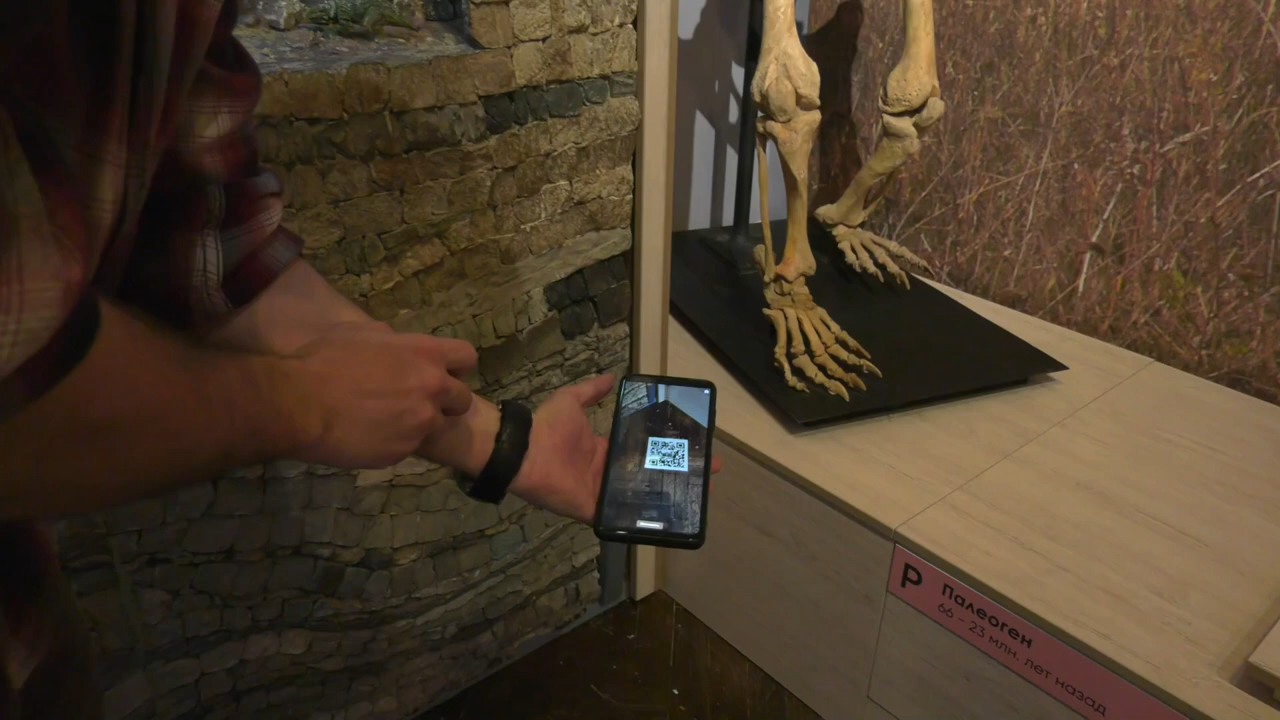 P
Палеоген
66 – 23 млн. лет назад